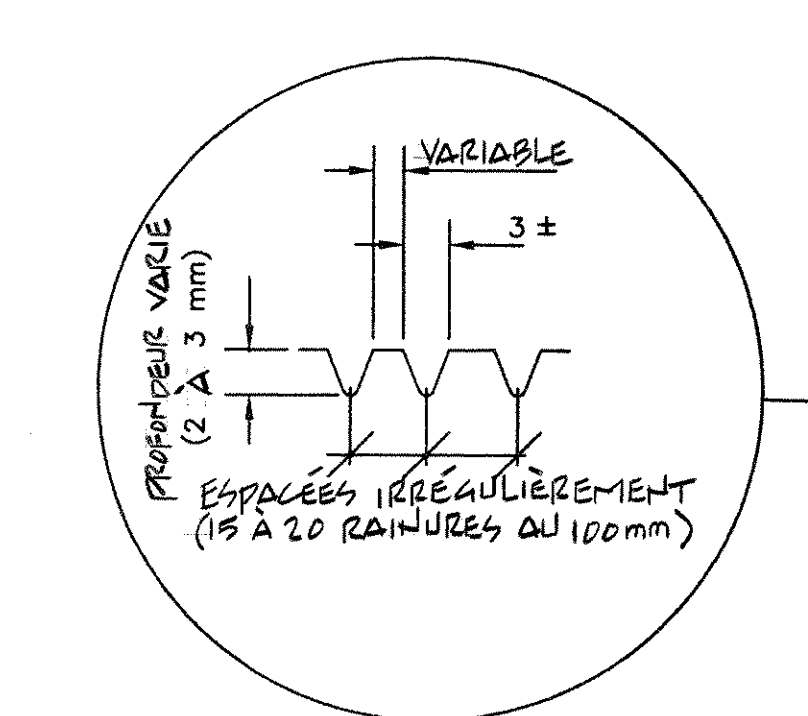 VARIABLE
3 ±
PROFONDEUR VARIE
(2 À 3 mm)
ESPACÉES IRRÉGULIÈREMENT
(15 À 20 RAINURES AU 100mm)